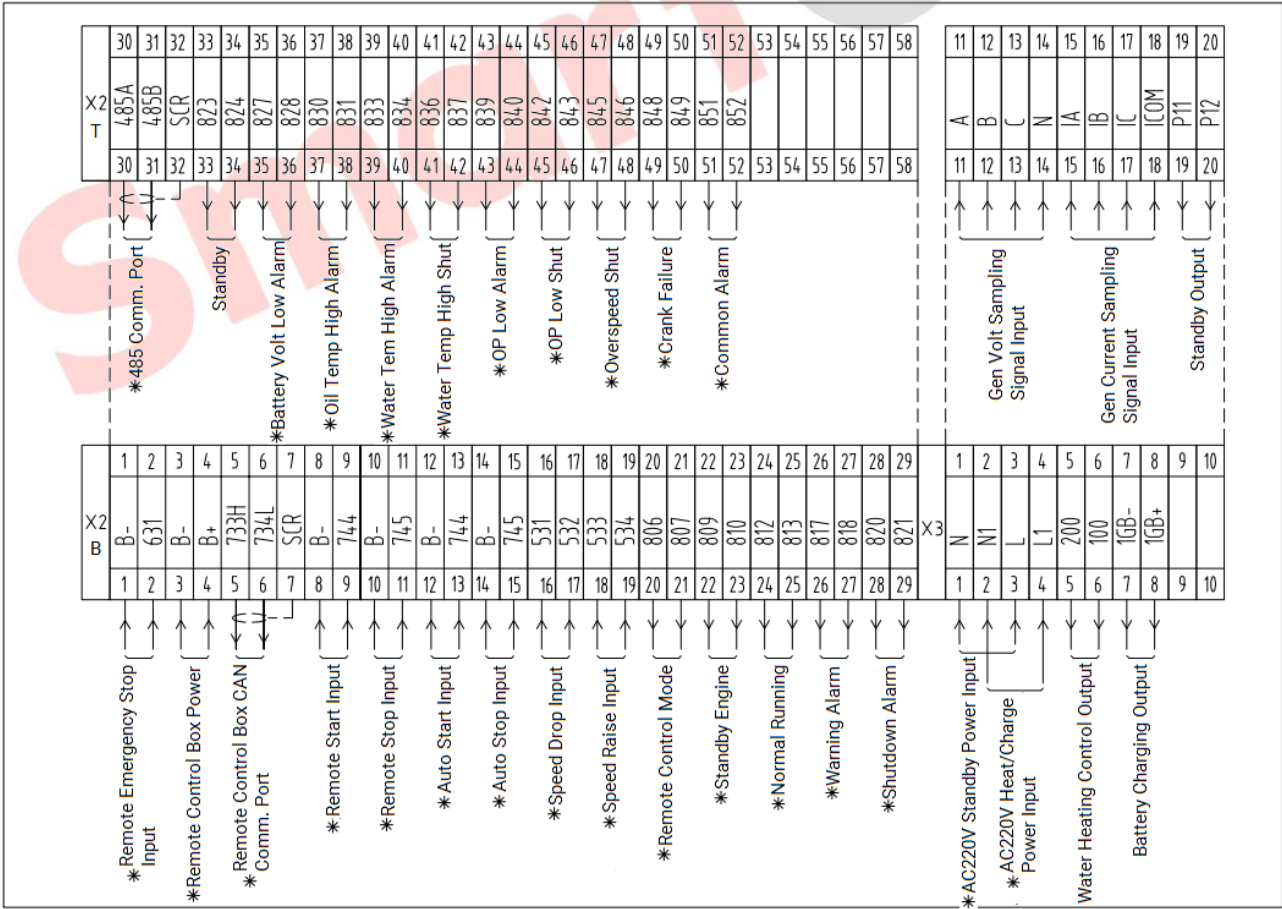 Smart
30 31 32 33 34 35 36 37 38 39 40 41 42 43 44 45 46 47 48 49 50 51 52 53 54 55 56 57 58
X2
T
485A 485B SCR 823 824 827 828 830 831 833 834 836 837 839 840 842 843 845 846 848 849 851 852
30 31 32 33 34 35 36 37 38 39 40 41 42 43 44 45 46 47 48 49 50 51 52 53 54 55 56 57 58
*485 Comm. Port
Standby
*Battery Volt Low Alarm
*Oil Temp High Alarm
*Water Tem High Alarm
*Water Temp High Shut
*OP Low Alarm
*OP Low Shut
*Overspeed Shut
*Crank Failure
*Common Alarm
11 12 13 14 15 16 17 18 19 20
A B C N IA IB IC ICOM P11 P12
11 12 13 14 15 16 17 18 19 20
Gen Volt Sampling
Signal Input
Gen Current Sampling
Signal Input
Standby Output
1 2 3 4 5 6 7 8 9 10 11 12 13 14 15 16 17 18 19 20 21 22 23 24 25 26 27 28 29
X2
B
B- 631 B- B+ 733H 734L SCR B- 744 B- 745 B- 744 B- 745 531 532 533 534 806 807 809 810 812 813 817 818 820 821
1 2 3 4 5 6 7 8 9 10 11 12 13 14 15 16 17 18 19 20 21 22 23 24 25 26 27 28 29
*Remote Emergency Stop
* Input
*Remote Control Box Power
*Remote Control Box CAN
* Comm. Port
*Remote Start Input
*Remote Stop Input
*Auto Start Input
*Auto Stop Input
*Speed Drop Input
*Speed Raise Input
*Remote Control Mode
*Standby Engine
*Normal Running
*Warning Alarm
*Shutdown Alarm
1 2 3 4 5 6 7 8 9 10
X3
N N1 L L1 200 100 1GB- 1GB+
1 2 3 4 5 6 7 8 9 10
*AC220V Standby Power Input
*AC220V Heat/Charge
Power Input
Water Heating Control Output
Battery Charging Output